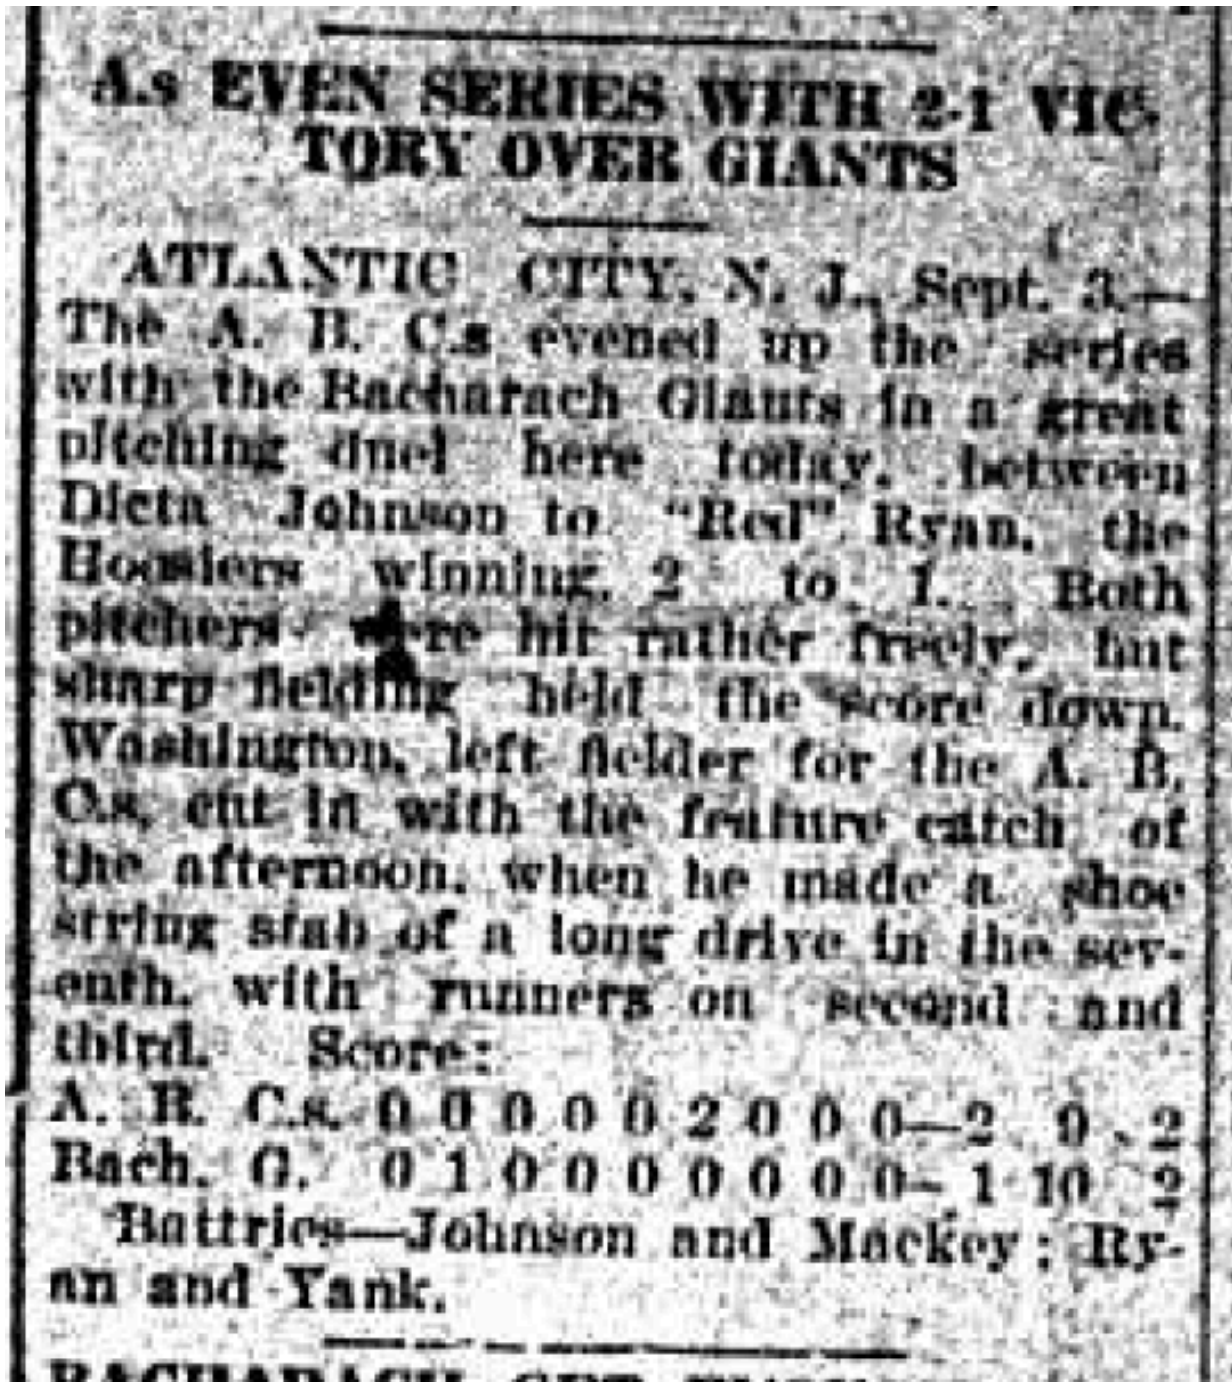 A.s EVEN SERIES WITH 2-1 VIC-
TORY OVER GIANTS
ATLANTIC CITY, N. J., Sept. 3.—
The A. B. C.s evened up the series
with the Bacharach Giants in a great
pitching duel here today, between
Dicta Johnson to "Red" Ryan, the
Hoosiers winning, 2 to 1. Both
pitchers were hit rather freely, but
sharp fielding held the score down.
Washington, left fielder for the A. B.
C.s, cut in with the feature catch of
the afternoon, when he made a shoe
string stab of a long drive in the sev-
enth, with runners on second and
third. Score:
A. B. C.s. 0 0 0 0 0 2 0 0 0—2 9 2
Bach. G. 0 1 0 0 0 0 0 0 0—1 10 2
Battries—Johnson and Mackey; Ry-
an and Yank.
BACHARACH GET